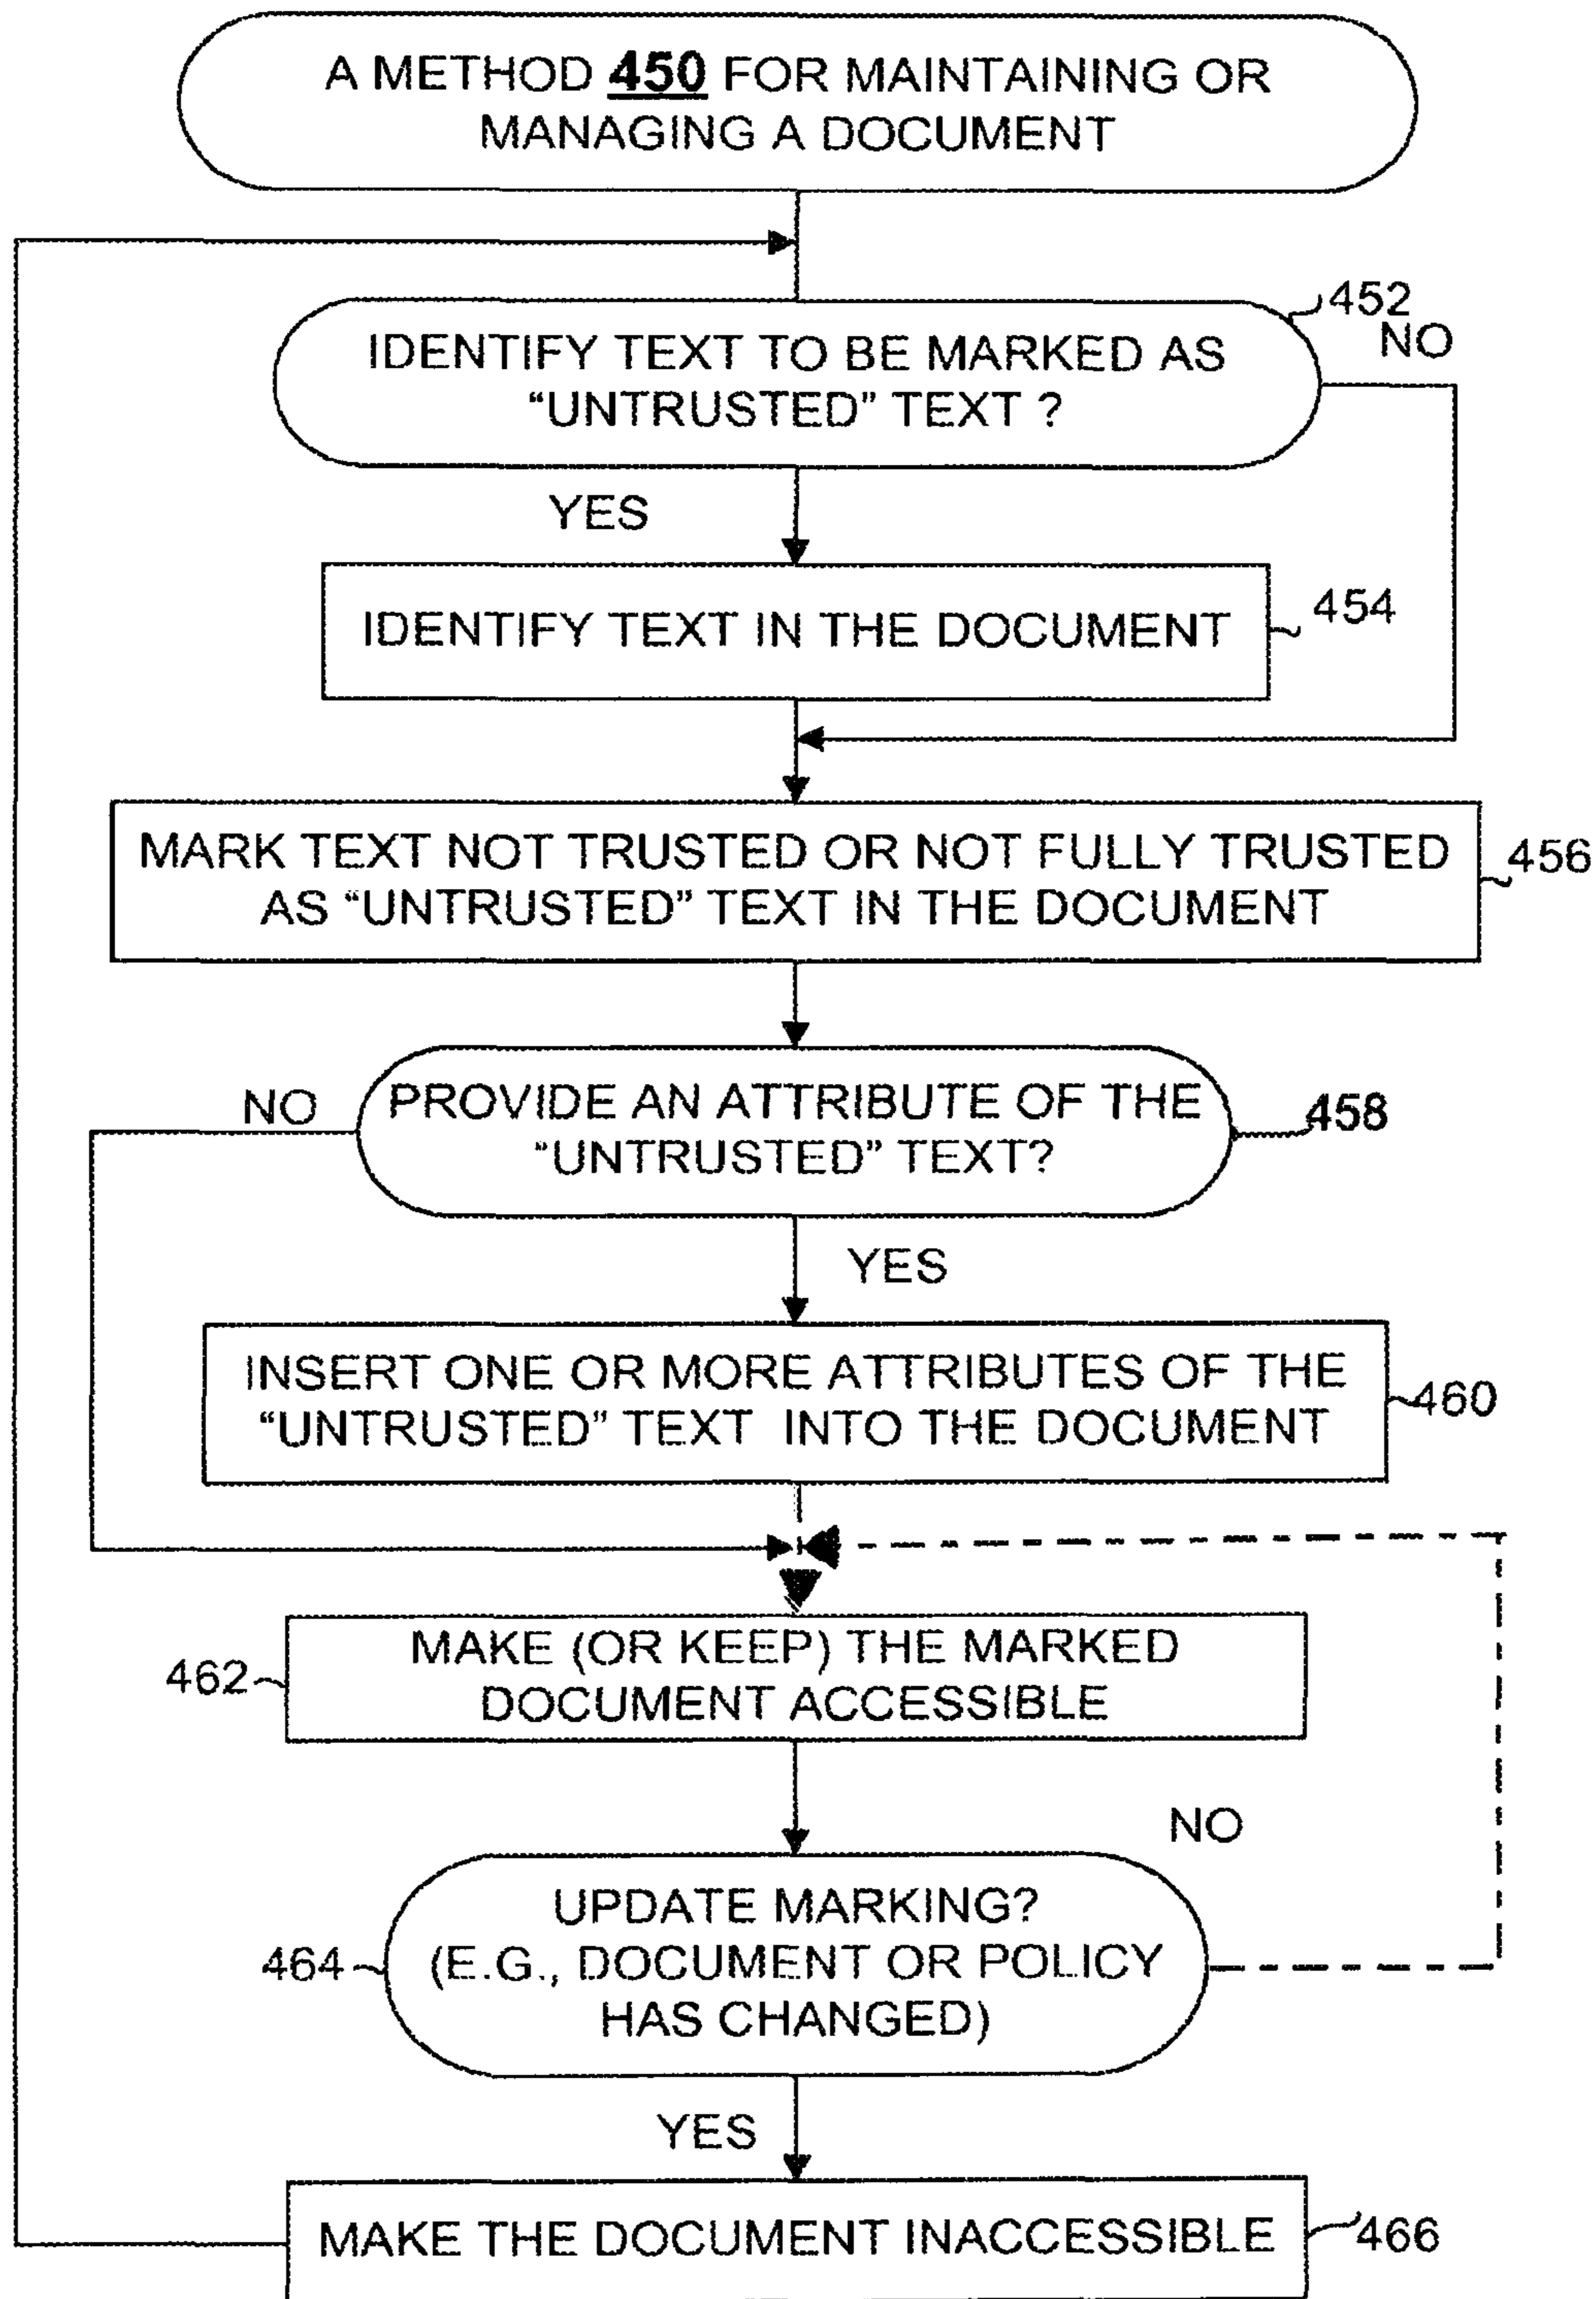 A METHOD 450 FOR MAINTAINING OR
MANAGING A DOCUMENT
452
NO
IDENTIFY TEXT TO BE MARKED AS
“UNTRUSTED” TEXT ?
YES
IDENTIFY TEXT IN THE DOCUMENT
454
MARK TEXT NOT TRUSTED OR NOT FULLY TRUSTED
AS “UNTRUSTED” TEXT IN THE DOCUMENT
456
NO
PROVIDE AN ATTRIBUTE OF THE
“UNTRUSTED” TEXT?
458
YES
INSERT ONE OR MORE ATTRIBUTES OF THE
“UNTRUSTED” TEXT INTO THE DOCUMENT
460
462
MAKE (OR KEEP) THE MARKED
DOCUMENT ACCESSIBLE
NO
464
UPDATE MARKING?
(E.G., DOCUMENT OR POLICY
HAS CHANGED)
YES
MAKE THE DOCUMENT INACCESSIBLE
466